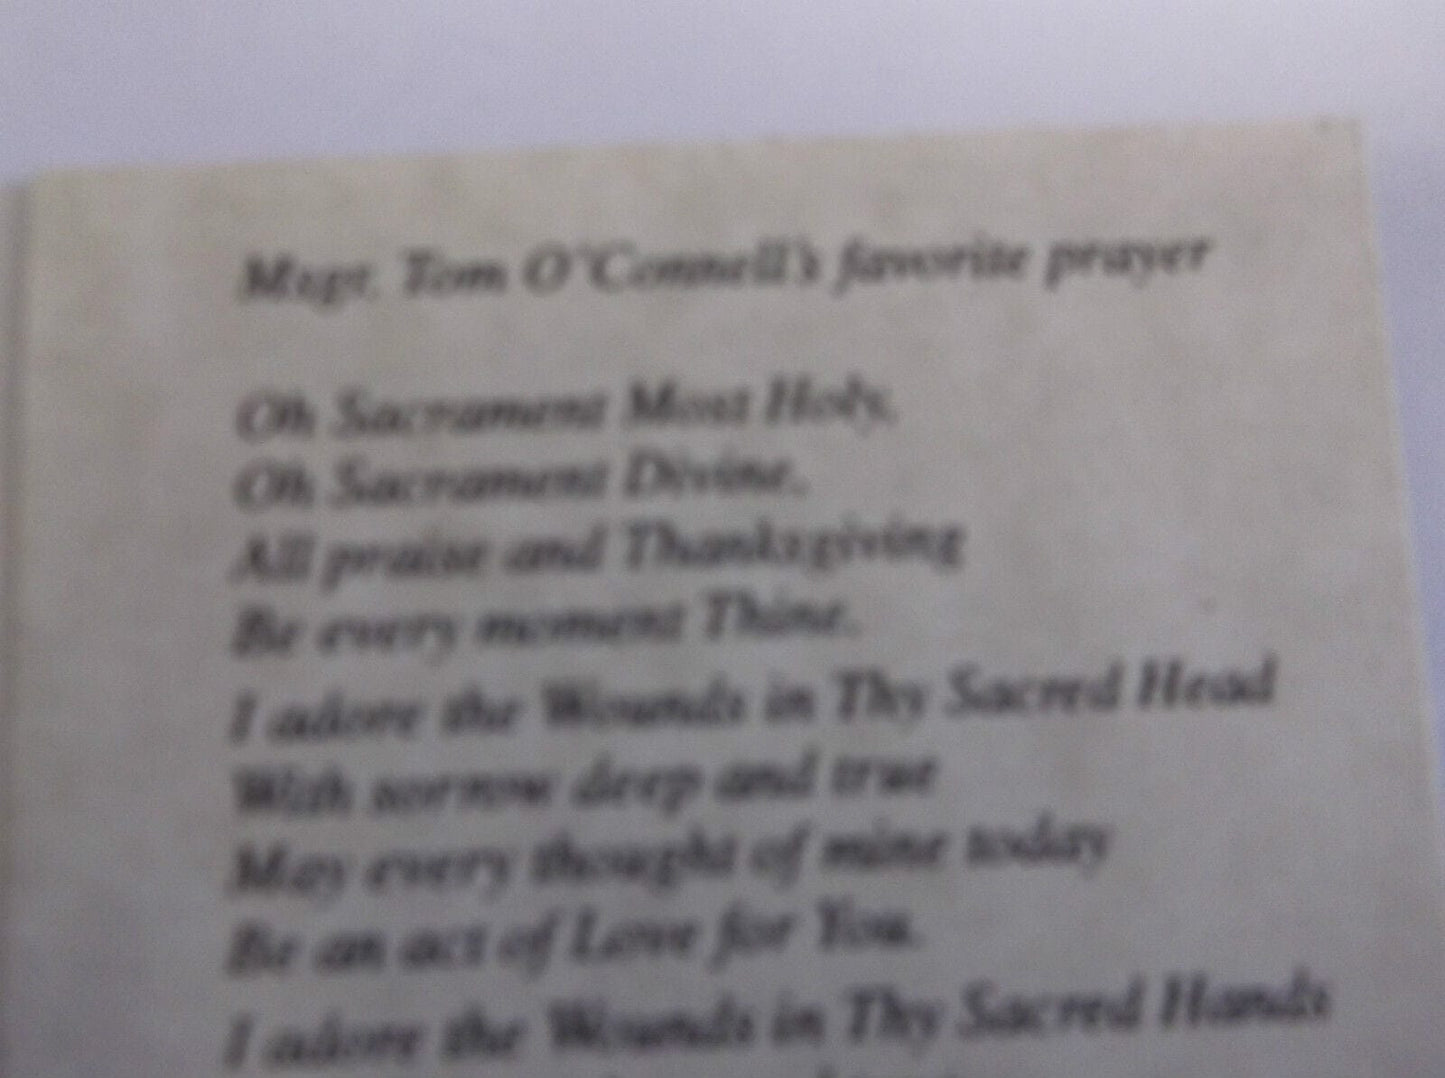 Msgr. Tom O'Connell's favorite prayer
Oh Sacrament Most Holy,
Oh Sacrament Divine,
All praise and Thanksgiving
Be every moment Thine.
I adore the Wounds in Thy Sacred Head
With sorrow deep and true
May every thought of mine today
Be an act of Love for You.
I adore the Wounds in Thy Sacred Hands